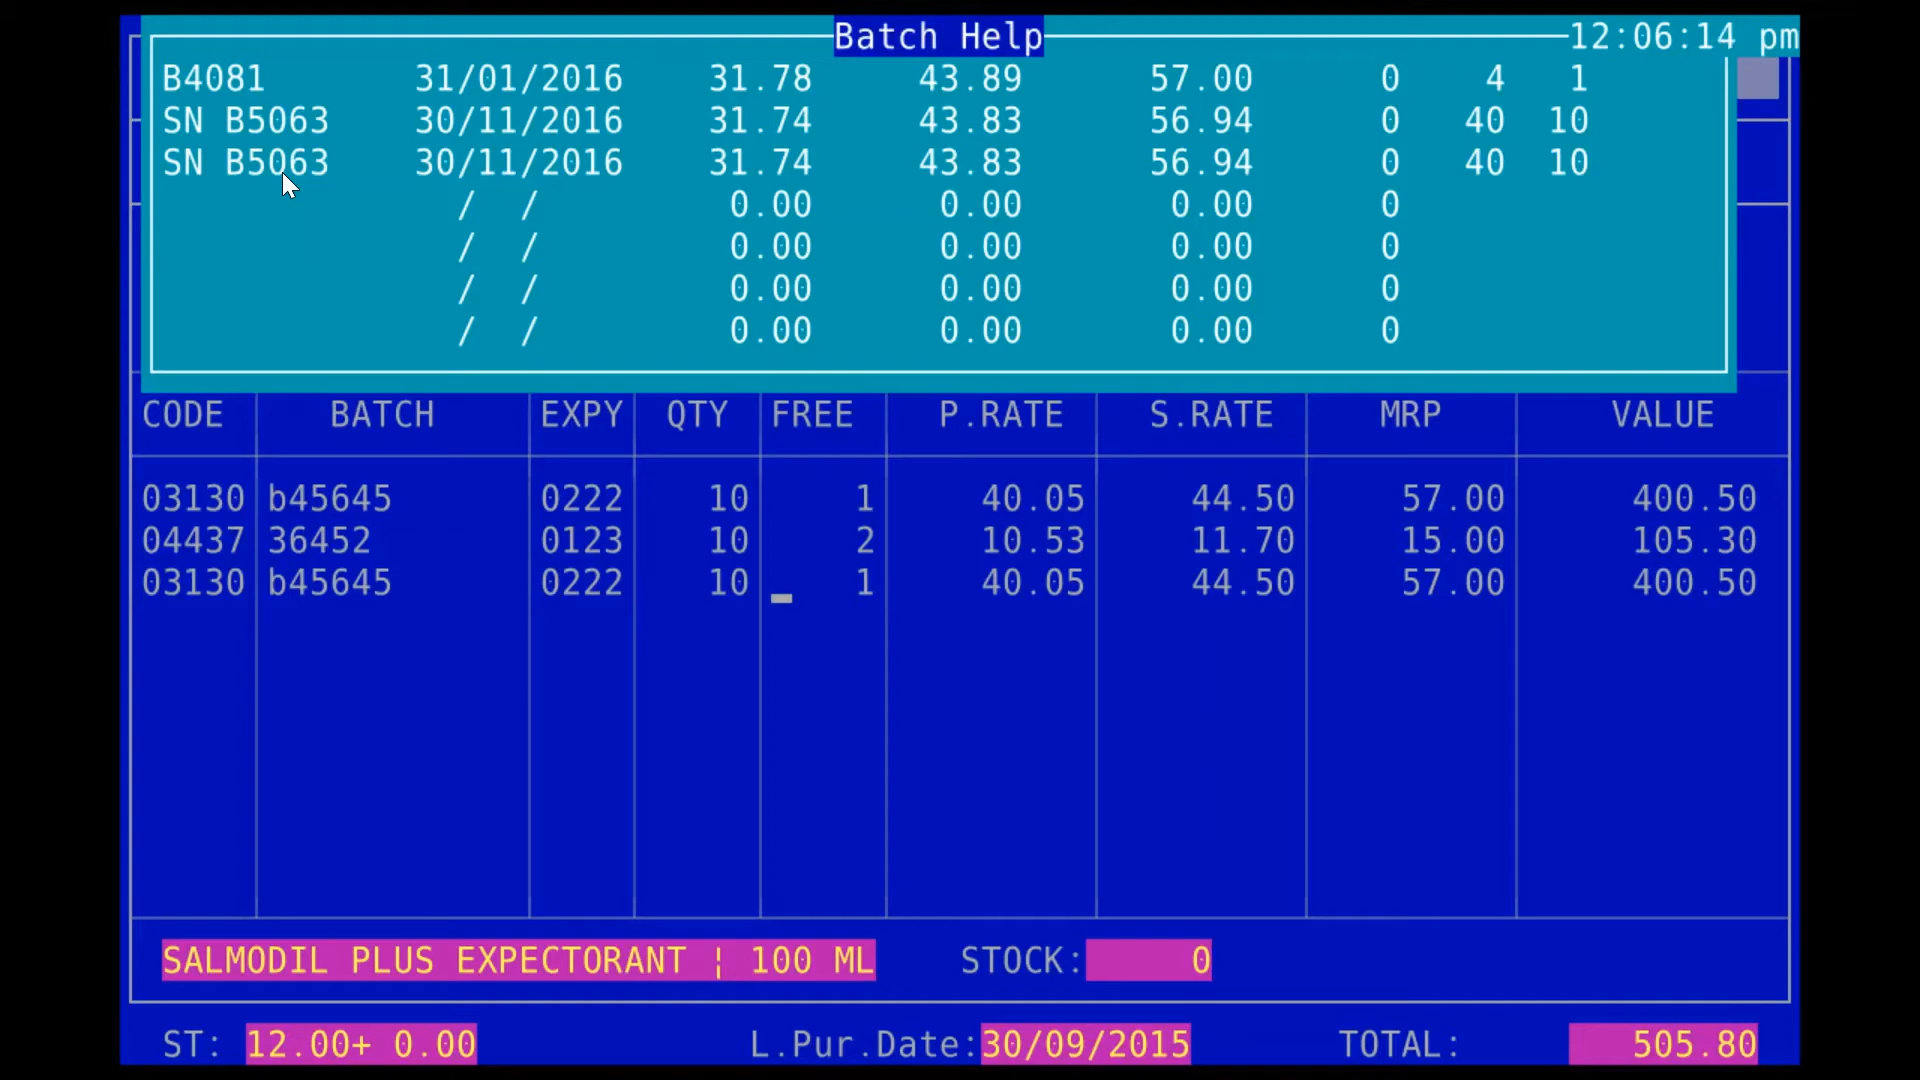 Batch Help 12:06:14 pm
B4081 31/01/2016 31.78 43.89 57.00 0 4 1
SN B5063 30/11/2016 31.74 43.83 56.94 0 40 10
SN B5063 30/11/2016 31.74 43.83 56.94 0 40 10
/ / 0.00 0.00 0.00 0
/ / 0.00 0.00 0.00 0
/ / 0.00 0.00 0.00 0
/ / 0.00 0.00 0.00 0
CODE BATCH EXPY QTY FREE P.RATE S.RATE MRP VALUE
03130 b45645 0222 10 1 40.05 44.50 57.00 400.50
04437 36452 0123 10 2 10.53 11.70 15.00 105.30
03130 b45645 0222 10 1 40.05 44.50 57.00 400.50
SALMODIL PLUS EXPECTORANT ¦ 100 ML STOCK: 0
ST: 12.00+ 0.00 L.Pur.Date:30/09/2015 TOTAL: 505.80